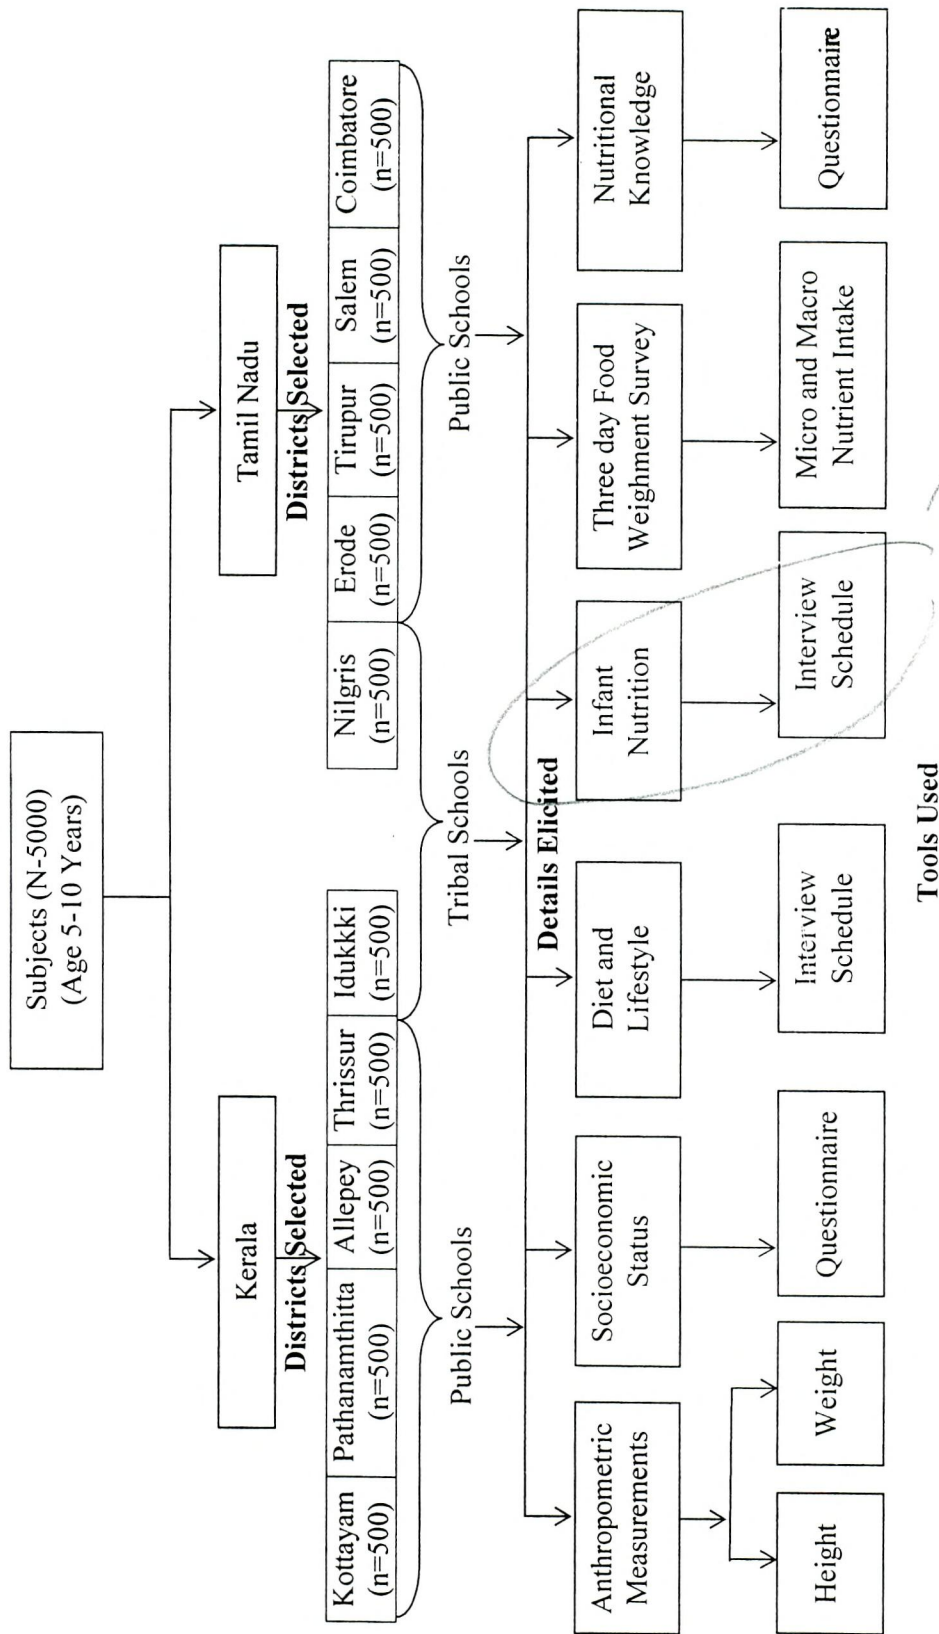 Subjects (N-5000)
(Age 5-10 Years)
Kerala
Tamil Nadu
Districts Selected
Districts Selected
Kottayam
(n=500)
Pathanamthitta
(n=500)
Allepey
(n=500)
Thrissur
(n=500)
Idukkki
(n=500)
Nilgris
(n=500)
Erode
(n=500)
Tirupur
(n=500)
Salem
(n=500)
Coimbatore
(n=500)
Public Schools
Tribal Schools
Public Schools
Details Elicited
Anthropometric
Measurements
Socioeconomic
Status
Diet and
Lifestyle
Infant
Nutrition
Three day Food
Weighment Survey
Nutritional
Knowledge
Height
Weight
Questionnaire
Interview
Schedule
Interview
Schedule
Micro and Macro
Nutrient Intake
Questionnaire
Tools Used